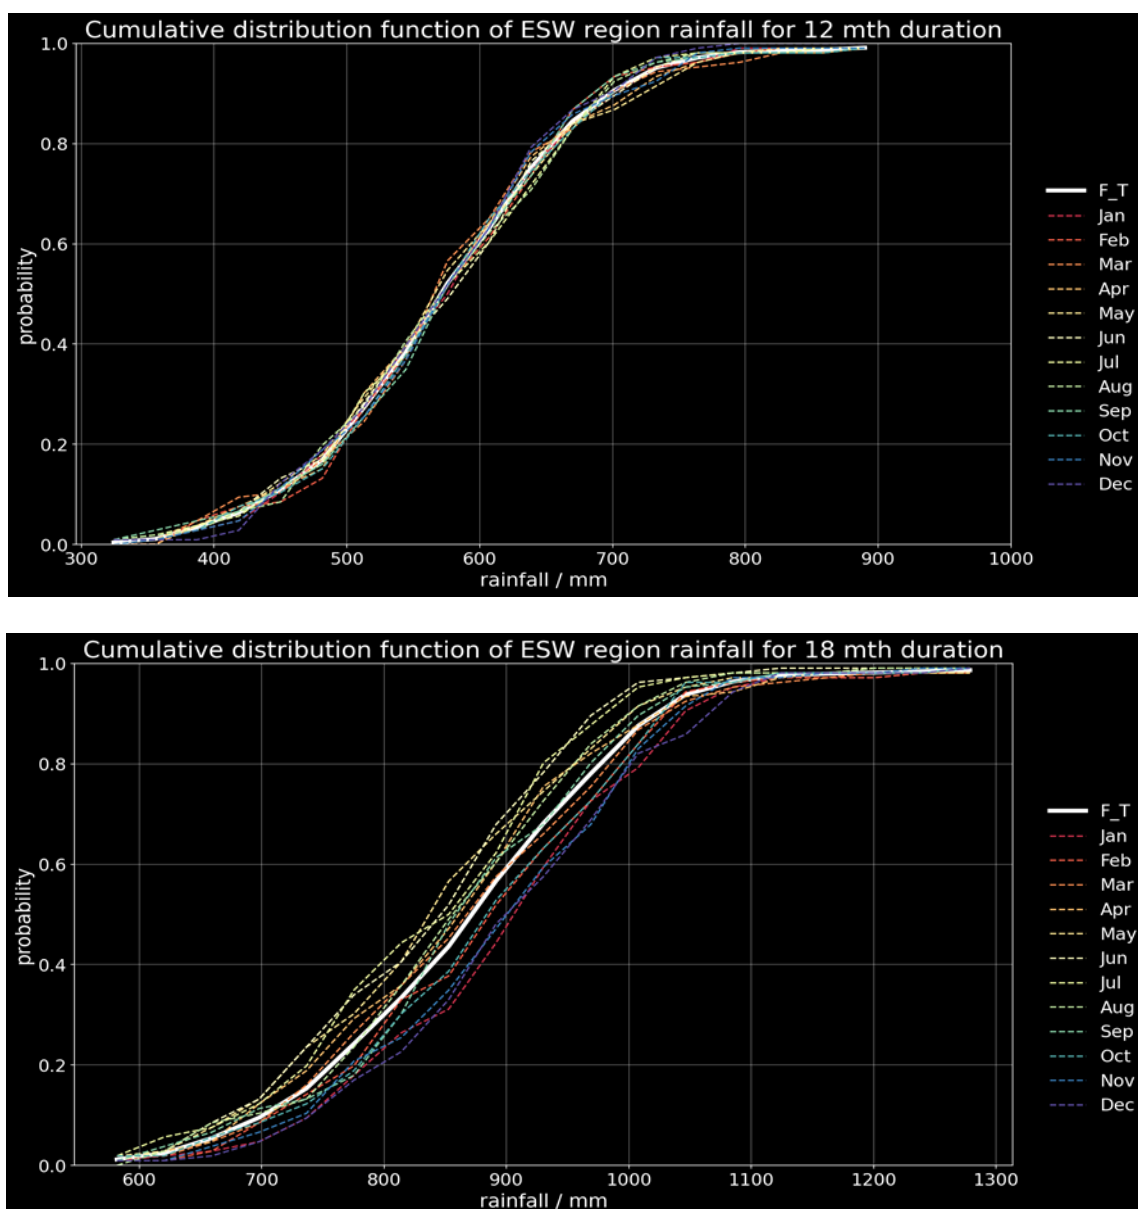 Cumulative distribution function of ESW region rainfall for 12 mth duration
1.0
0.8
0.6
0.4
0.2
0.0
probability
300 400 500 600 700 800 900 1000
rainfall / mm
F_T
Jan
Feb
Mar
Apr
May
Jun
Jul
Aug
Sep
Oct
Nov
Dec
Cumulative distribution function of ESW region rainfall for 18 mth duration
1.0
0.8
0.6
0.4
0.2
0.0
probability
600 700 800 900 1000 1100 1200 1300
rainfall / mm
F_T
Jan
Feb
Mar
Apr
May
Jun
Jul
Aug
Sep
Oct
Nov
Dec